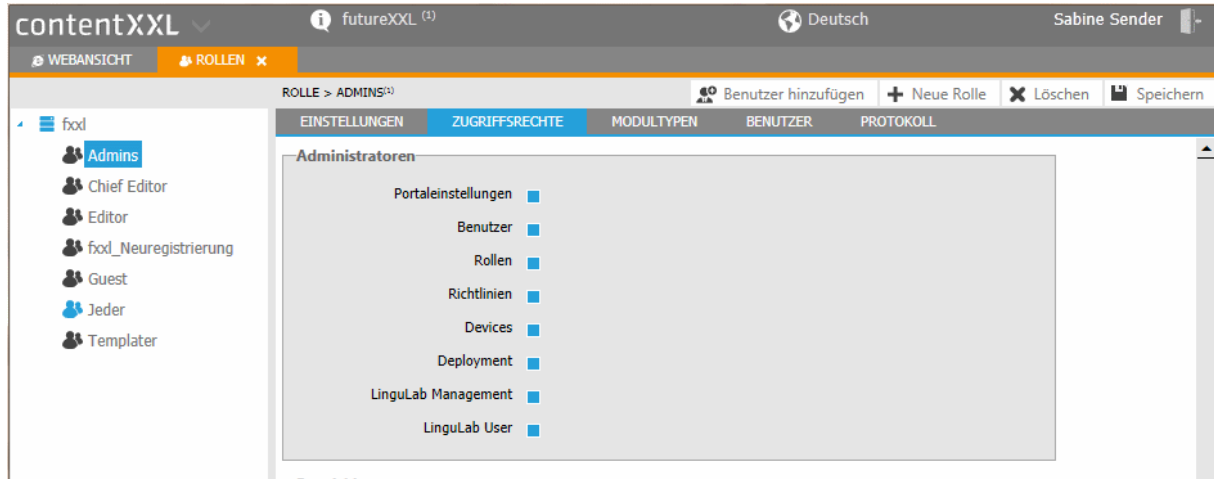 contentXXL futureXXL (1) Deutsch Sabine Sender
WEBANSICHT ROLLEN
ROLLE > ADMINS(1) Benutzer hinzufügen Neue Rolle Löschen Speichern
EINSTELLUNGEN ZUGRIFFSRECHTE MODULTYPEN BENUTZER PROTOKOLL
fxxl
Admins
Chief Editor
Editor
fxxl_Neuregistrierung
Guest
Jeder
Templater
Administratoren
Portaleinstellungen
Benutzer
Rollen
Richtlinien
Devices
Deployment
LinguLab Management
LinguLab User